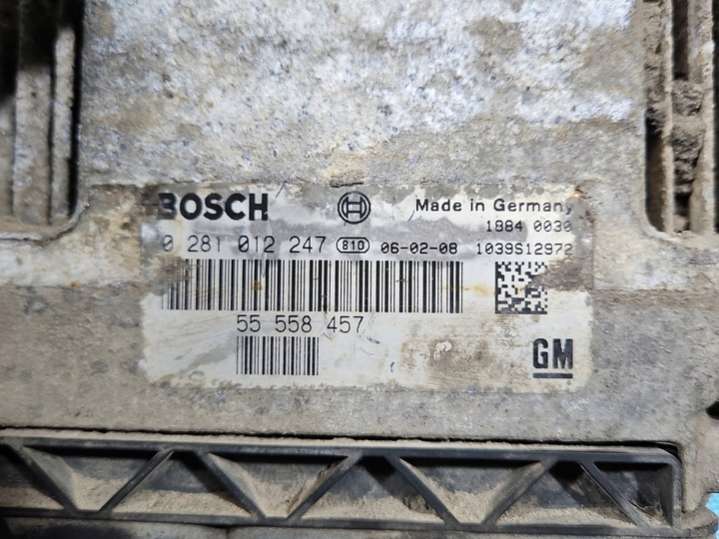 BOSCH Made in Germany
1884 0030
0 281 012 247 810 06-02-08 1039S12972
55 558 457
GM